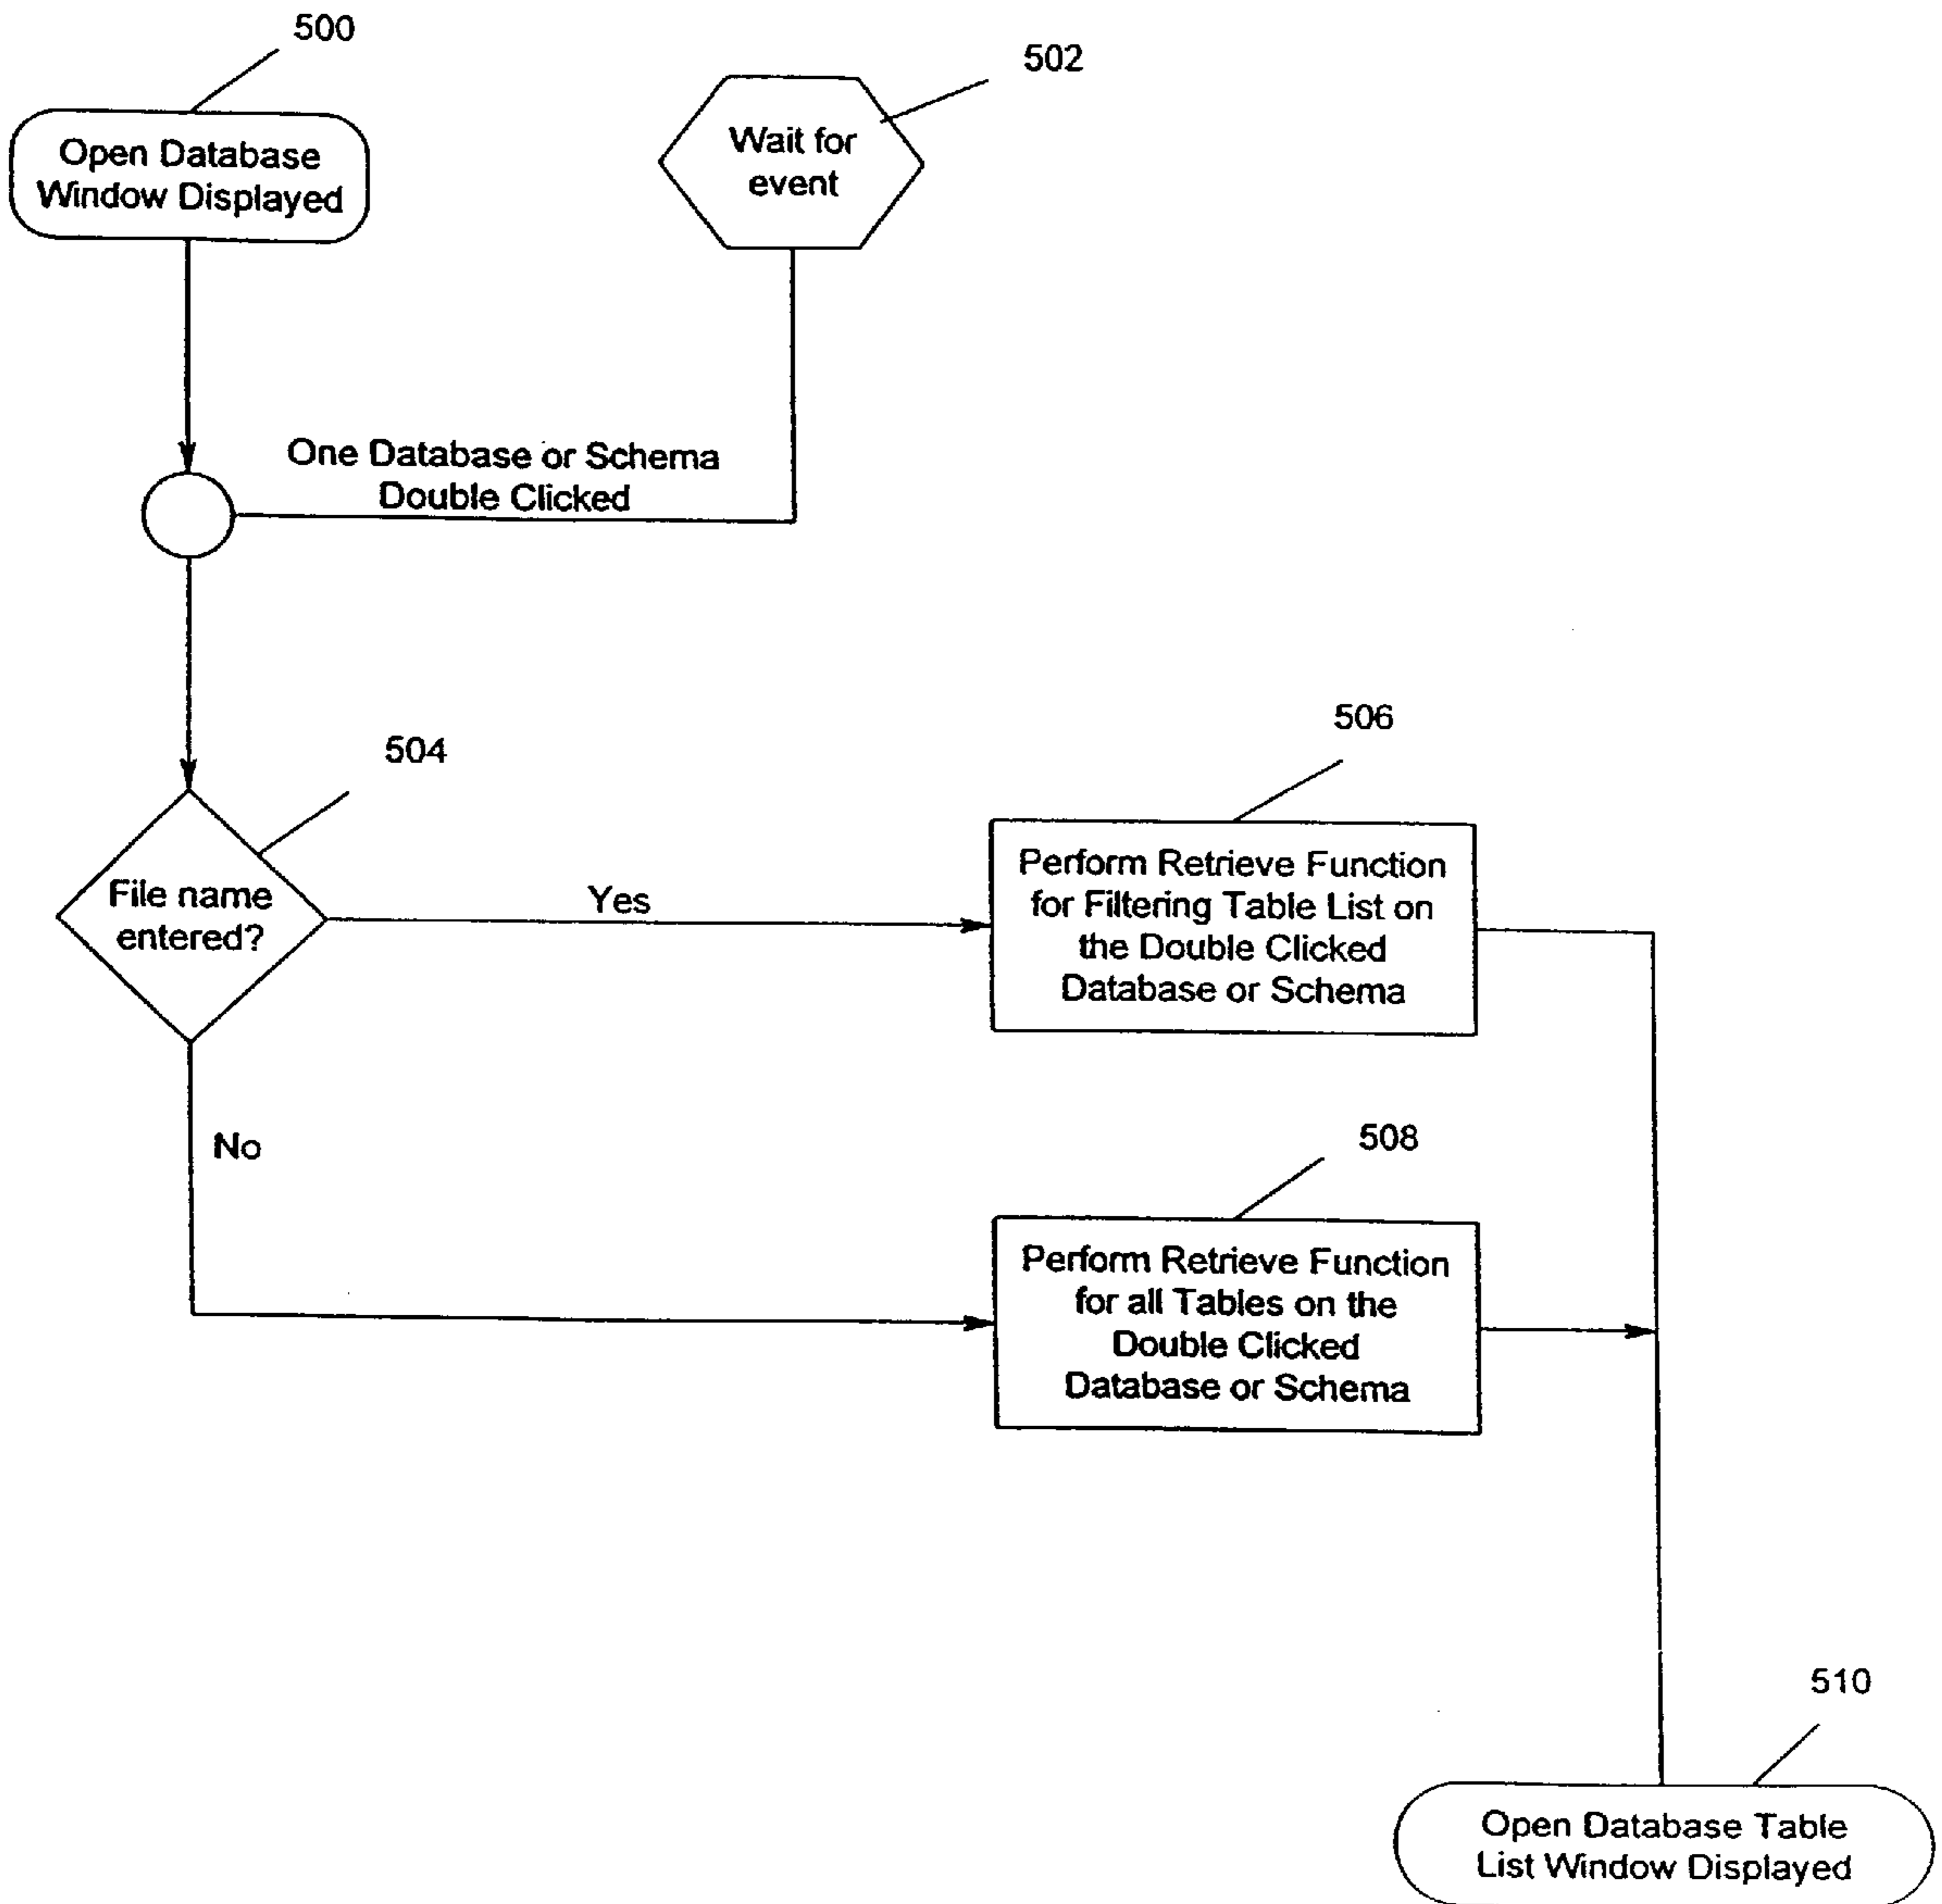 500
502
Open Database
Window Displayed
Wait for
event
One Database or Schema
Double Clicked
504
506
File name
entered?
Yes
Perform Retrieve Function
for Filtering Table List on
the Double Clicked
Database or Schema
No
508
Perform Retrieve Function
for all Tables on the
Double Clicked
Database or Schema
510
Open Database Table
List Window Displayed